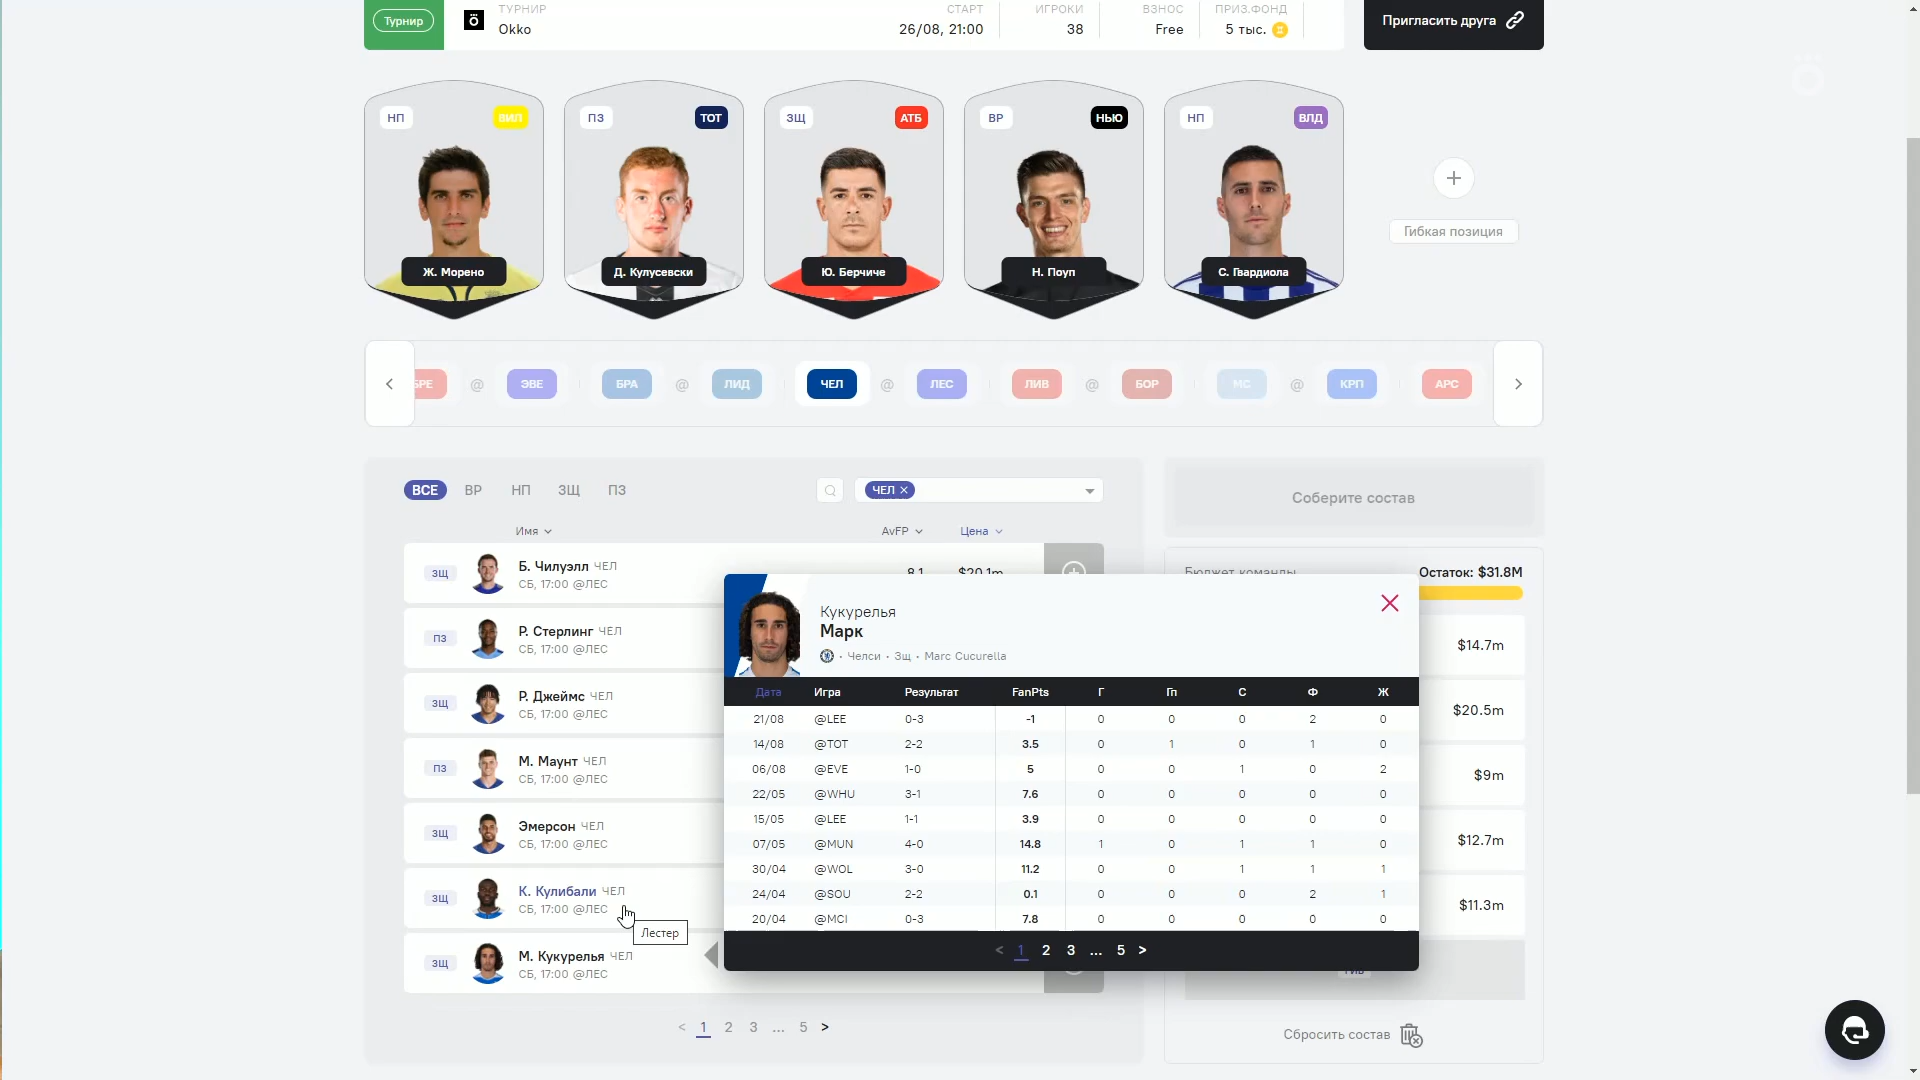 Турнир
ТУРНИР
Okko
СТАРТ
26/08, 21:00
ИГРОКИ
38
ВЗНОС
Free
ПРИЗ.ФОНД
5 тыс.
Пригласить друга
НП ВИЛ
Ж. Морено
ПЗ ТОТ
Д. Кулусевски
ЗЩ АТБ
Ю. Берчиче
ВР НЬЮ
Н. Поуп
НП ВЛД
С. Гвардиола
Гибкая позиция
БРЕ @ ЭВЕ БРА @ ЛИД ЧЕЛ @ ЛЕС ЛИВ @ БОР МС @ КРП АРС
ВСЕ ВР НП ЗЩ ПЗ
ЧЕЛ
Имя AvFP Цена
ЗЩ Б. Чилуэлл ЧЕЛ
СБ, 17:00 @ЛЕС
8.1 $20.1m
ПЗ Р. Стерлинг ЧЕЛ
СБ, 17:00 @ЛЕС
ЗЩ Р. Джеймс ЧЕЛ
СБ, 17:00 @ЛЕС
ПЗ М. Маунт ЧЕЛ
СБ, 17:00 @ЛЕС
ЗЩ Эмерсон ЧЕЛ
СБ, 17:00 @ЛЕС
ЗЩ К. Кулибали ЧЕЛ
СБ, 17:00 @ЛЕС
Лестер
ЗЩ М. Кукурелья ЧЕЛ
СБ, 17:00 @ЛЕС
< 1 2 3 ... 5 >
Кукурелья
Марк
• Челси • Зщ • Marc Cucurella
Дата Игра Результат FanPts Г Гп С Ф Ж
21/08 @LEE 0-3 -1 0 0 0 2 0
14/08 @TOT 2-2 3.5 0 1 0 1 0
06/08 @EVE 1-0 5 0 0 1 0 2
22/05 @WHU 3-1 7.6 0 0 0 0 0
15/05 @LEE 1-1 3.9 0 0 0 0 0
07/05 @MUN 4-0 14.8 1 0 1 1 0
30/04 @WOL 3-0 11.2 0 0 1 1 1
24/04 @SOU 2-2 0.1 0 0 0 2 1
20/04 @MCI 0-3 7.8 0 0 0 0 0
< 1 2 3 ... 5 >
Соберите состав
Бюджет команды
Остаток: $31.8M
$14.7m
$20.5m
$9m
$12.7m
$11.3m
Сбросить состав